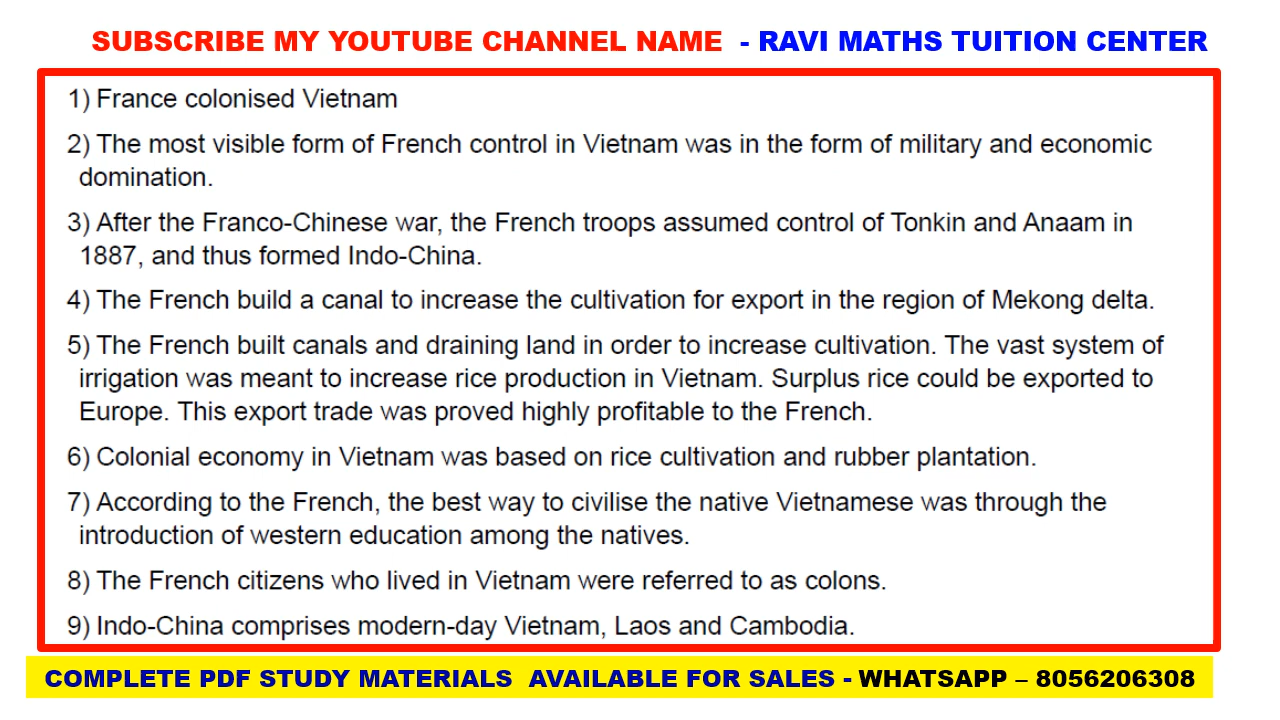 SUBSCRIBE MY YOUTUBE CHANNEL NAME - RAVI MATHS TUITION CENTER
1) France colonised Vietnam
2) The most visible form of French control in Vietnam was in the form of military and economic
domination.
3) After the Franco-Chinese war, the French troops assumed control of Tonkin and Anaam in
1887, and thus formed Indo-China.
4) The French build a canal to increase the cultivation for export in the region of Mekong delta.
5) The French built canals and draining land in order to increase cultivation. The vast system of
irrigation was meant to increase rice production in Vietnam. Surplus rice could be exported to
Europe. This export trade was proved highly profitable to the French.
6) Colonial economy in Vietnam was based on rice cultivation and rubber plantation.
7) According to the French, the best way to civilise the native Vietnamese was through the
introduction of western education among the natives.
8) The French citizens who lived in Vietnam were referred to as colons.
9) Indo-China comprises modern-day Vietnam, Laos and Cambodia.
COMPLETE PDF STUDY MATERIALS AVAILABLE FOR SALES - WHATSAPP – 8056206308